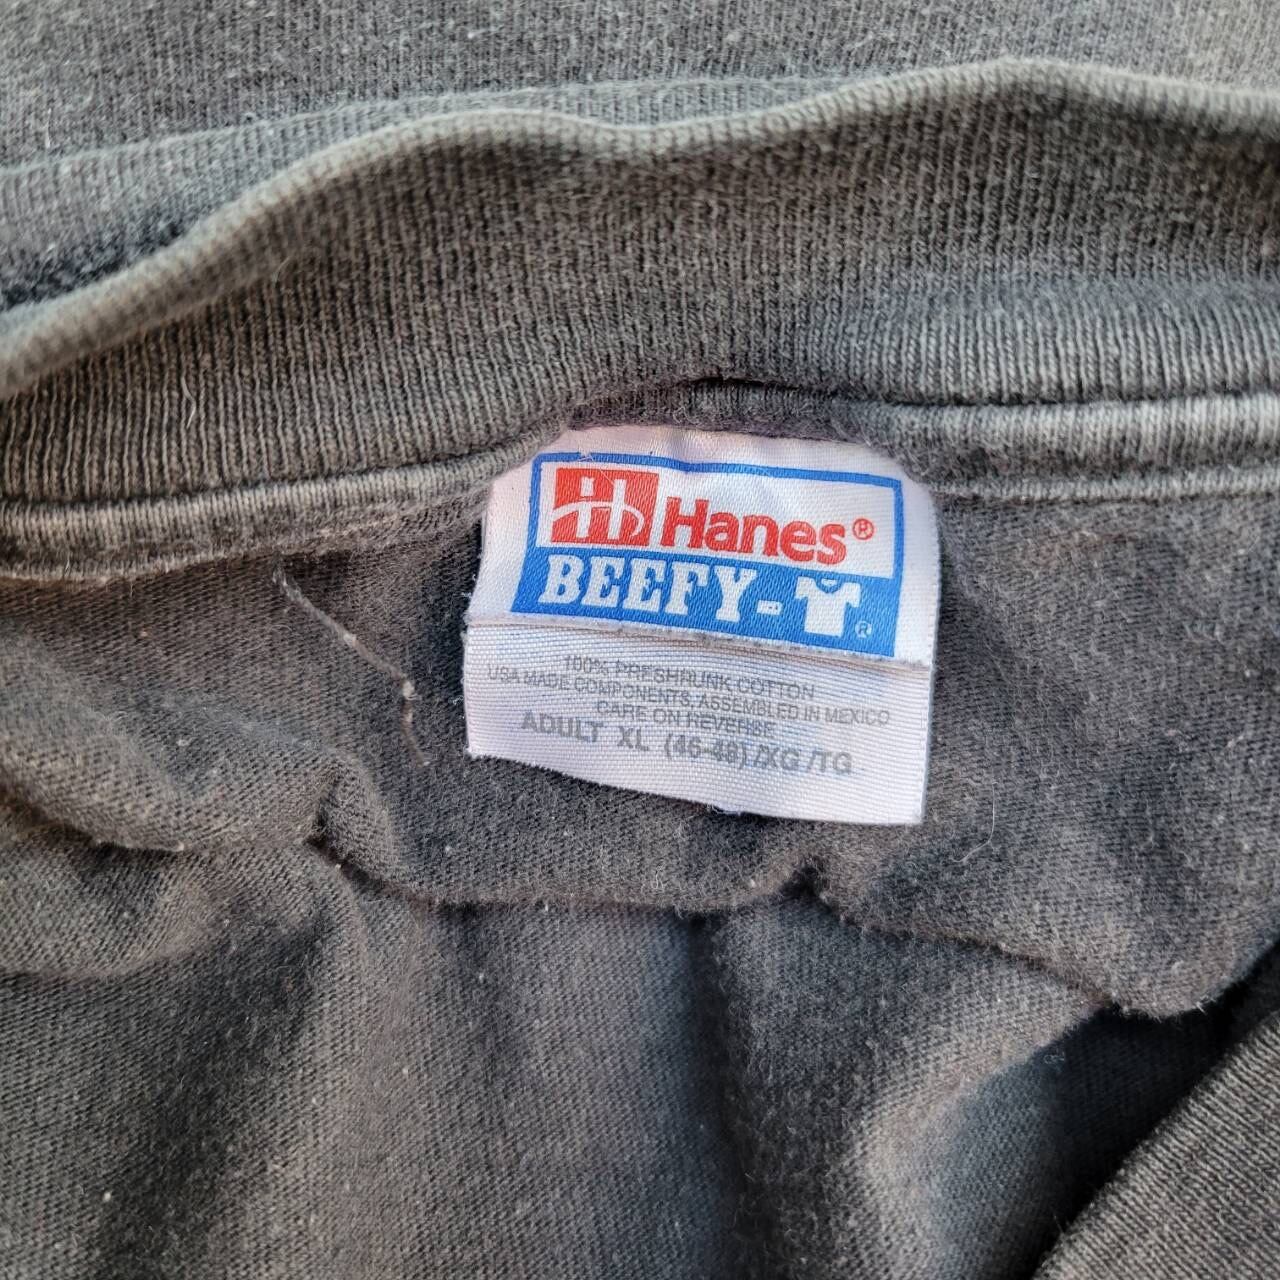 Hanes®
BEEFY-T®
100% PRESHRUNK COTTON
USA MADE COMPONENTS, ASSEMBLED IN MEXICO
CARE ON REVERSE
ADULT XL (46-48)/XG/TG